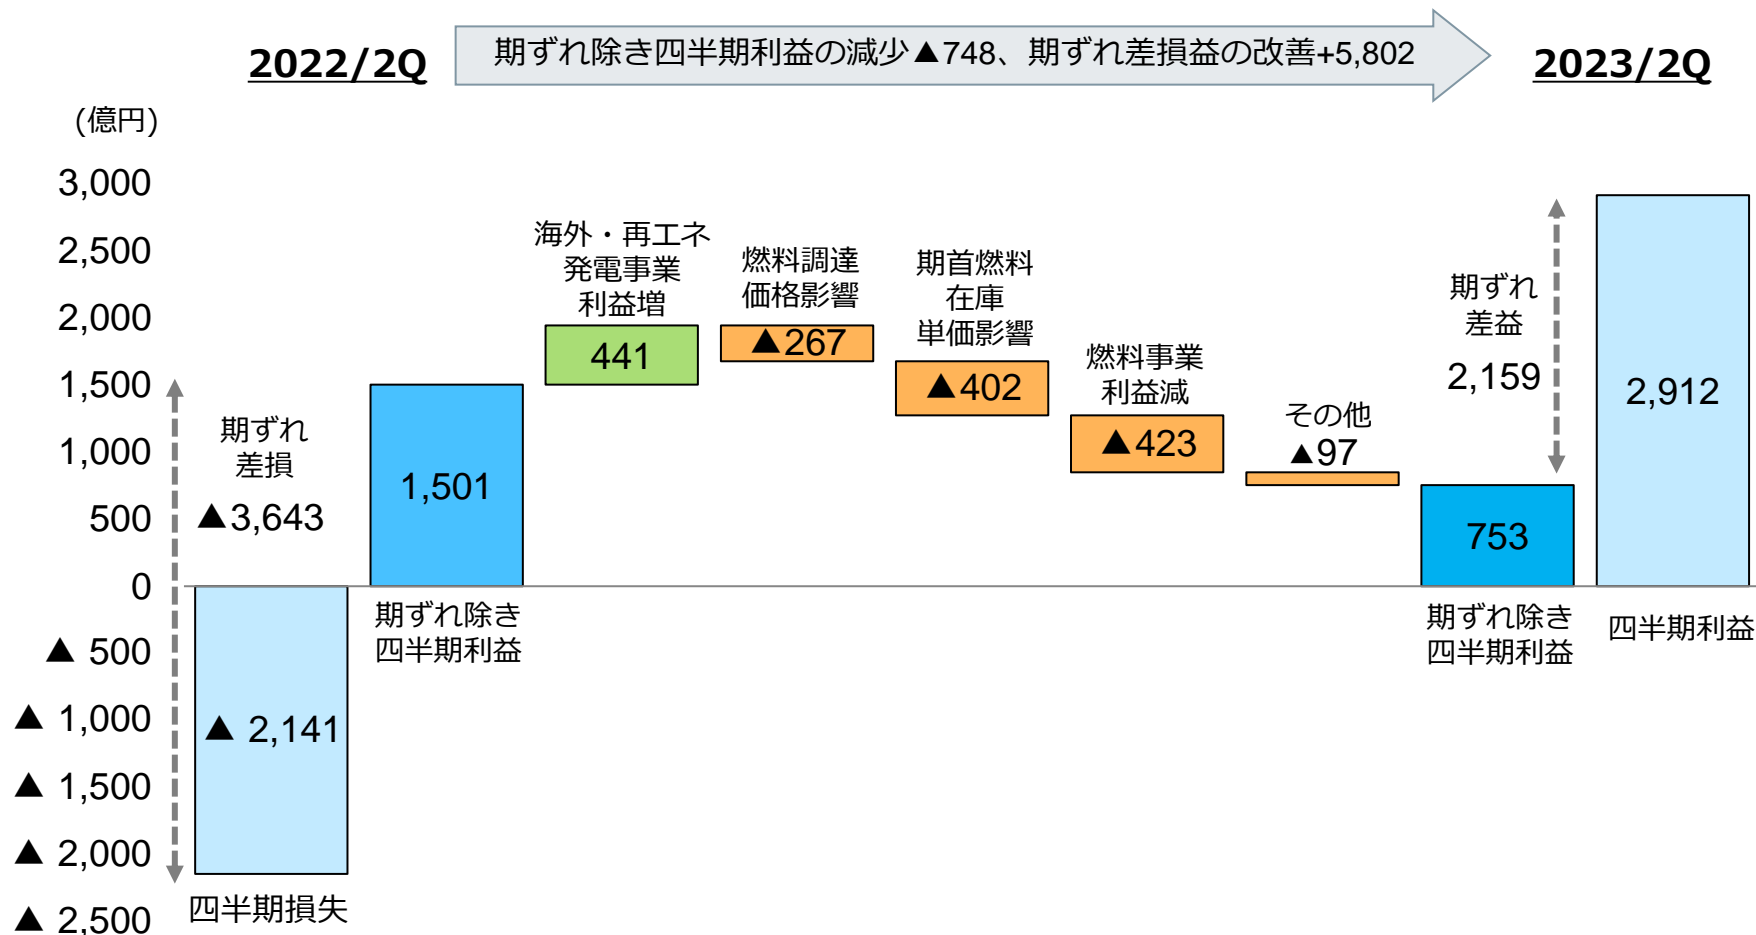 2022/2Q
期ずれ除き四半期利益の減少▲748、期ずれ差損益の改善+5,802
2023/2Q
(億円)
3,000
2,500
2,000
1,500
1,000
500
0
▲ 500
▲ 1,000
▲ 1,500
▲ 2,000
▲ 2,500
期ずれ
差損
▲3,643
▲ 2,141
四半期損失
1,501
期ずれ除き
四半期利益
海外・再エネ
発電事業
利益増
441
燃料調達
価格影響
▲267
期首燃料
在庫
単価影響
▲402
燃料事業
利益減
▲423
その他
▲97
753
期ずれ除き
四半期利益
期ずれ
差益
2,159
2,912
四半期利益